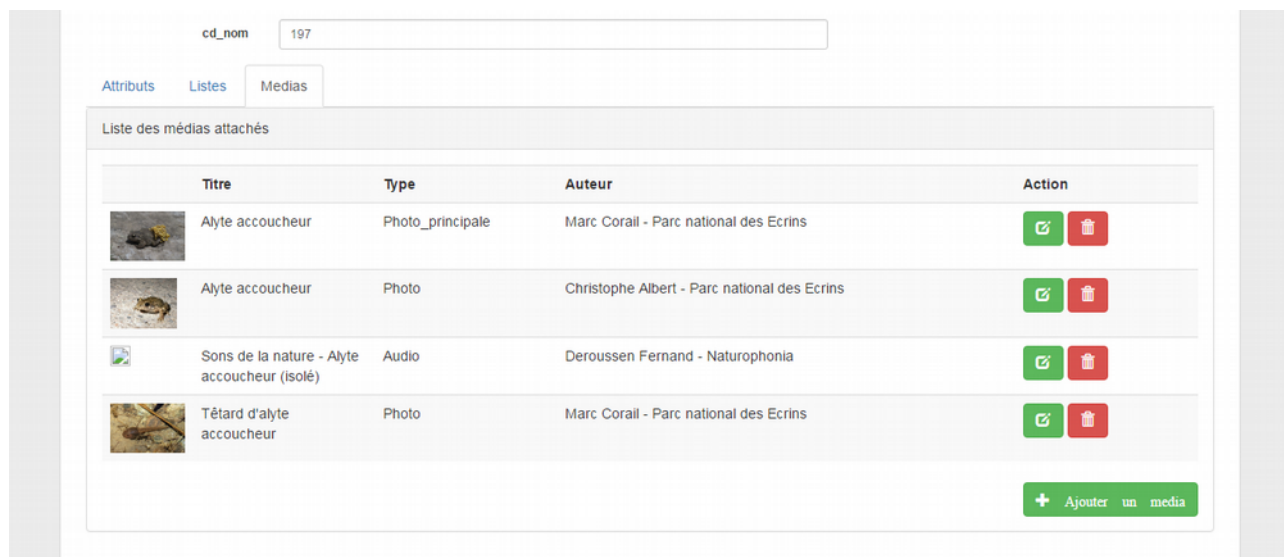 cd_nom 197
Attributs Listes Medias
Liste des médias attachés
Titre Type Auteur Action
Alyte accoucheur Photo_principale Marc Corail - Parc national des Ecrins
Alyte accoucheur Photo Christophe Albert - Parc national des Ecrins
Sons de la nature - Alyte Audio Deroussen Fernand - Naturophonia
accoucheur (isolé)
Têtard d'alyte Photo Marc Corail - Parc national des Ecrins
accoucheur
Ajouter un media